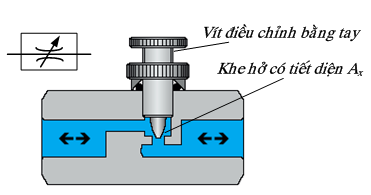 Vít điều chỉnh bằng tay
Khe hở có tiết diện Aₓ